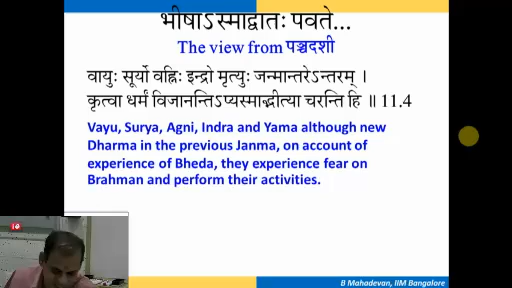 भीषाऽस्माद्वातः पवते...
The view from पञ्चदशी
वायुः सूर्यो वह्निः इन्द्रो मृत्युः जन्मान्तरेऽन्तरम् ।
कृत्वा धर्मं विजानन्तिऽप्यस्माद्भीत्या चरन्ति हि ॥ 11.4
Vayu, Surya, Agni, Indra and Yama although new
Dharma in the previous Janma, on account of
experience of Bheda, they experience fear on
Brahman and perform their activities.
B Mahadevan, IIM Bangalore